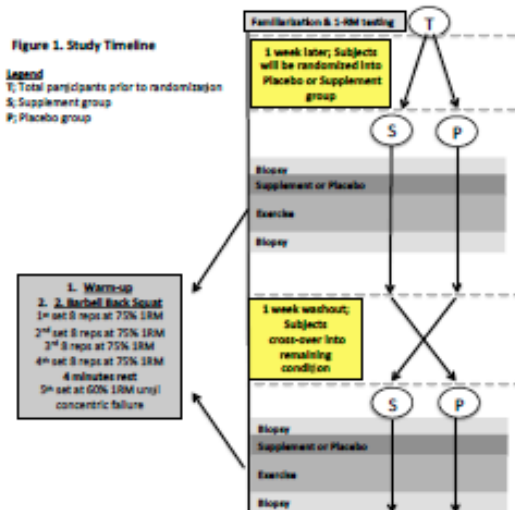 Figure 1. Study Timeline
Legend
T; Total participants prior to randomization
S; Supplement group
P; Placebo group
Familiarization & 1-RM testing
T
1 week later; Subjects
will be randomized into
Placebo or Supplement
group
S
P
Biopsy
Supplement or Placebo
Exercise
Biopsy
1. Warm-up
2. 2. Barbell Back Squat
1st set 8 reps at 75% 1RM
2nd set 8 reps at 75% 1RM
3rd 8 reps at 75% 1RM
4th set 8 reps at 75% 1RM
4 minutes rest
5th set at 60% 1RM until
concentric failure
1 week washout;
Subjects
cross-over into
remaining
condition
S
P
Biopsy
Supplement or Placebo
Exercise
Biopsy